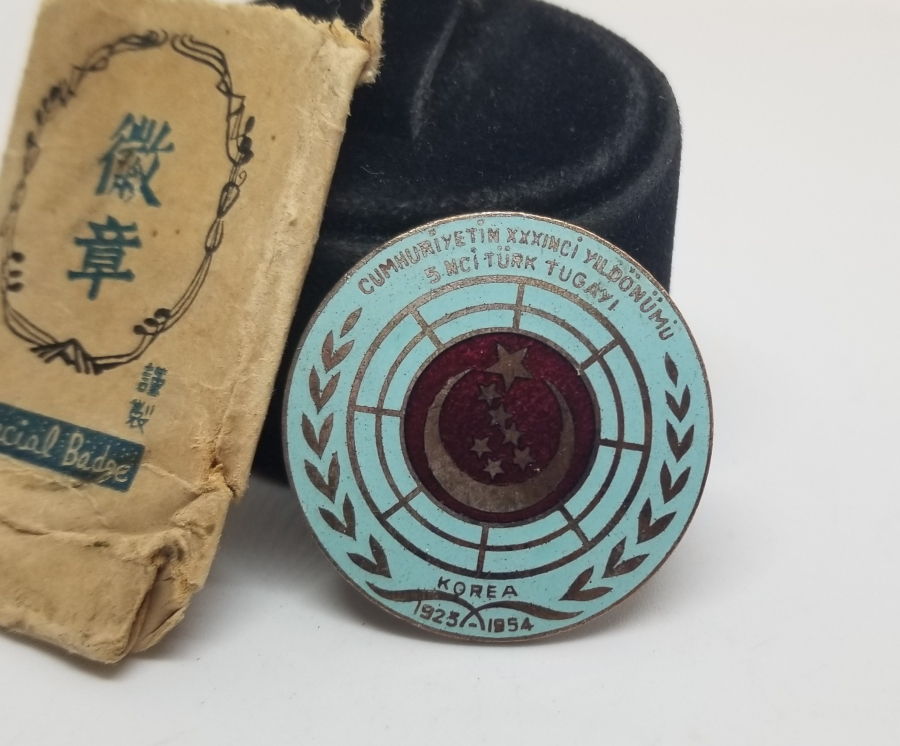 徽章
謹製
cial Badge
CUMHURİYETİN XXXINCİ YILDÖNÜMÜ
5.NCİ TÜRK TUGAYI
KOREA
1923-1954